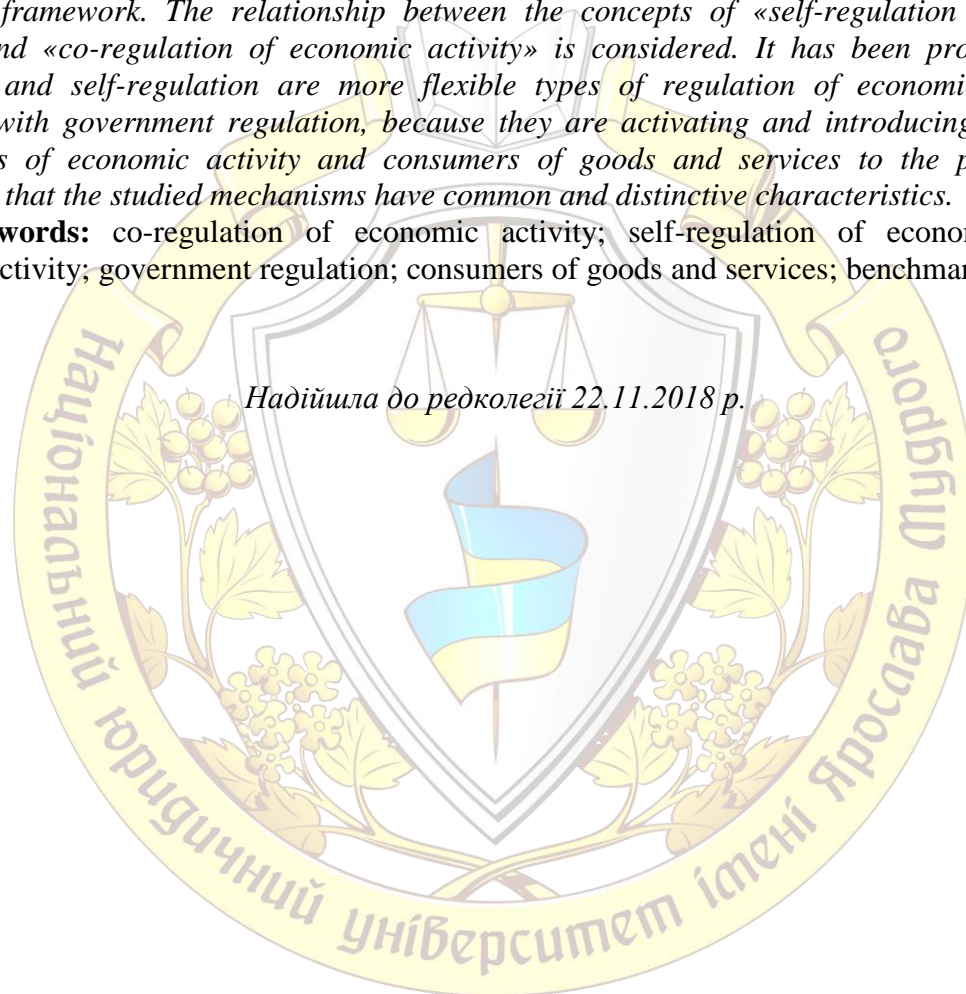 framework. The relationship between the concepts of «self-regulation
nd «co-regulation of economic activity» is considered. It has been pro
and self-regulation are more flexible types of regulation of economi
with government regulation, because they are activating and introducing
s of economic activity and consumers of goods and services to the p
that the studied mechanisms have common and distinctive characteristics.
words: co-regulation of economic activity; self-regulation of econo
ctivity; government regulation; consumers of goods and services; benchmar
Надійшла до редколегії 22.11.2018 р.
Національний юридичний університет імені Ярослава Мудрого